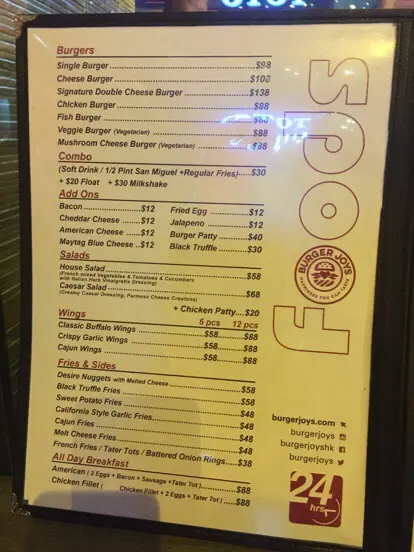 Burgers
Single Burger $98
Cheese Burger $108
Signature Double Cheese Burger $138
Chicken Burger $88
Fish Burger $88
Veggie Burger (Vegetarian) $88
Mushroom Cheese Burger (Vegetarian) $88
Combo
(Soft Drink / 1/2 Pint San Miguel +Regular Fries) $30
+ $20 Float + $30 Milkshake
Add Ons
Bacon $12 Fried Egg $12
Cheddar Cheese $12 Jalapeno $12
American Cheese $12 Burger Patty $40
Maytag Blue Cheese $12 Black Truffle $30
Salads
House Salad $58
(French mixed Vegetables & Tomatoes & Cucumbers
with Italian Herb Vinaigrette Dressing)
Caesar Salad $68
(Creamy Caesar Dressing, Parmesan Cheese Croutons)
+ Chicken Patty $20
Wings 6 pcs 12 pcs
Classic Buffalo Wings $58 $88
Crispy Garlic Wings $58 $88
Cajun Wings $58 $88
Fries & Sides
Desire Nuggets with Melted Cheese $58
Black Truffle Fries $58
Sweet Potato Fries $48
California Style Garlic Fries $48
Cajun Fries $48
Melt Cheese Fries $48
French Fries / Tater Tots / Battered Onion Rings $38
All Day Breakfast
American ( 2 Eggs + Bacon + Sausage +Tater Tot ) $88
Chicken Fillet ( Chicken Fillet + 2 Eggs + Tater Tot ) $88
BURGER JOYS
HAPPINESS YOU CAN TASTE
burgerjoys.com
burgerjoys
burgerjoyshk
burgerjoys
24
hrs